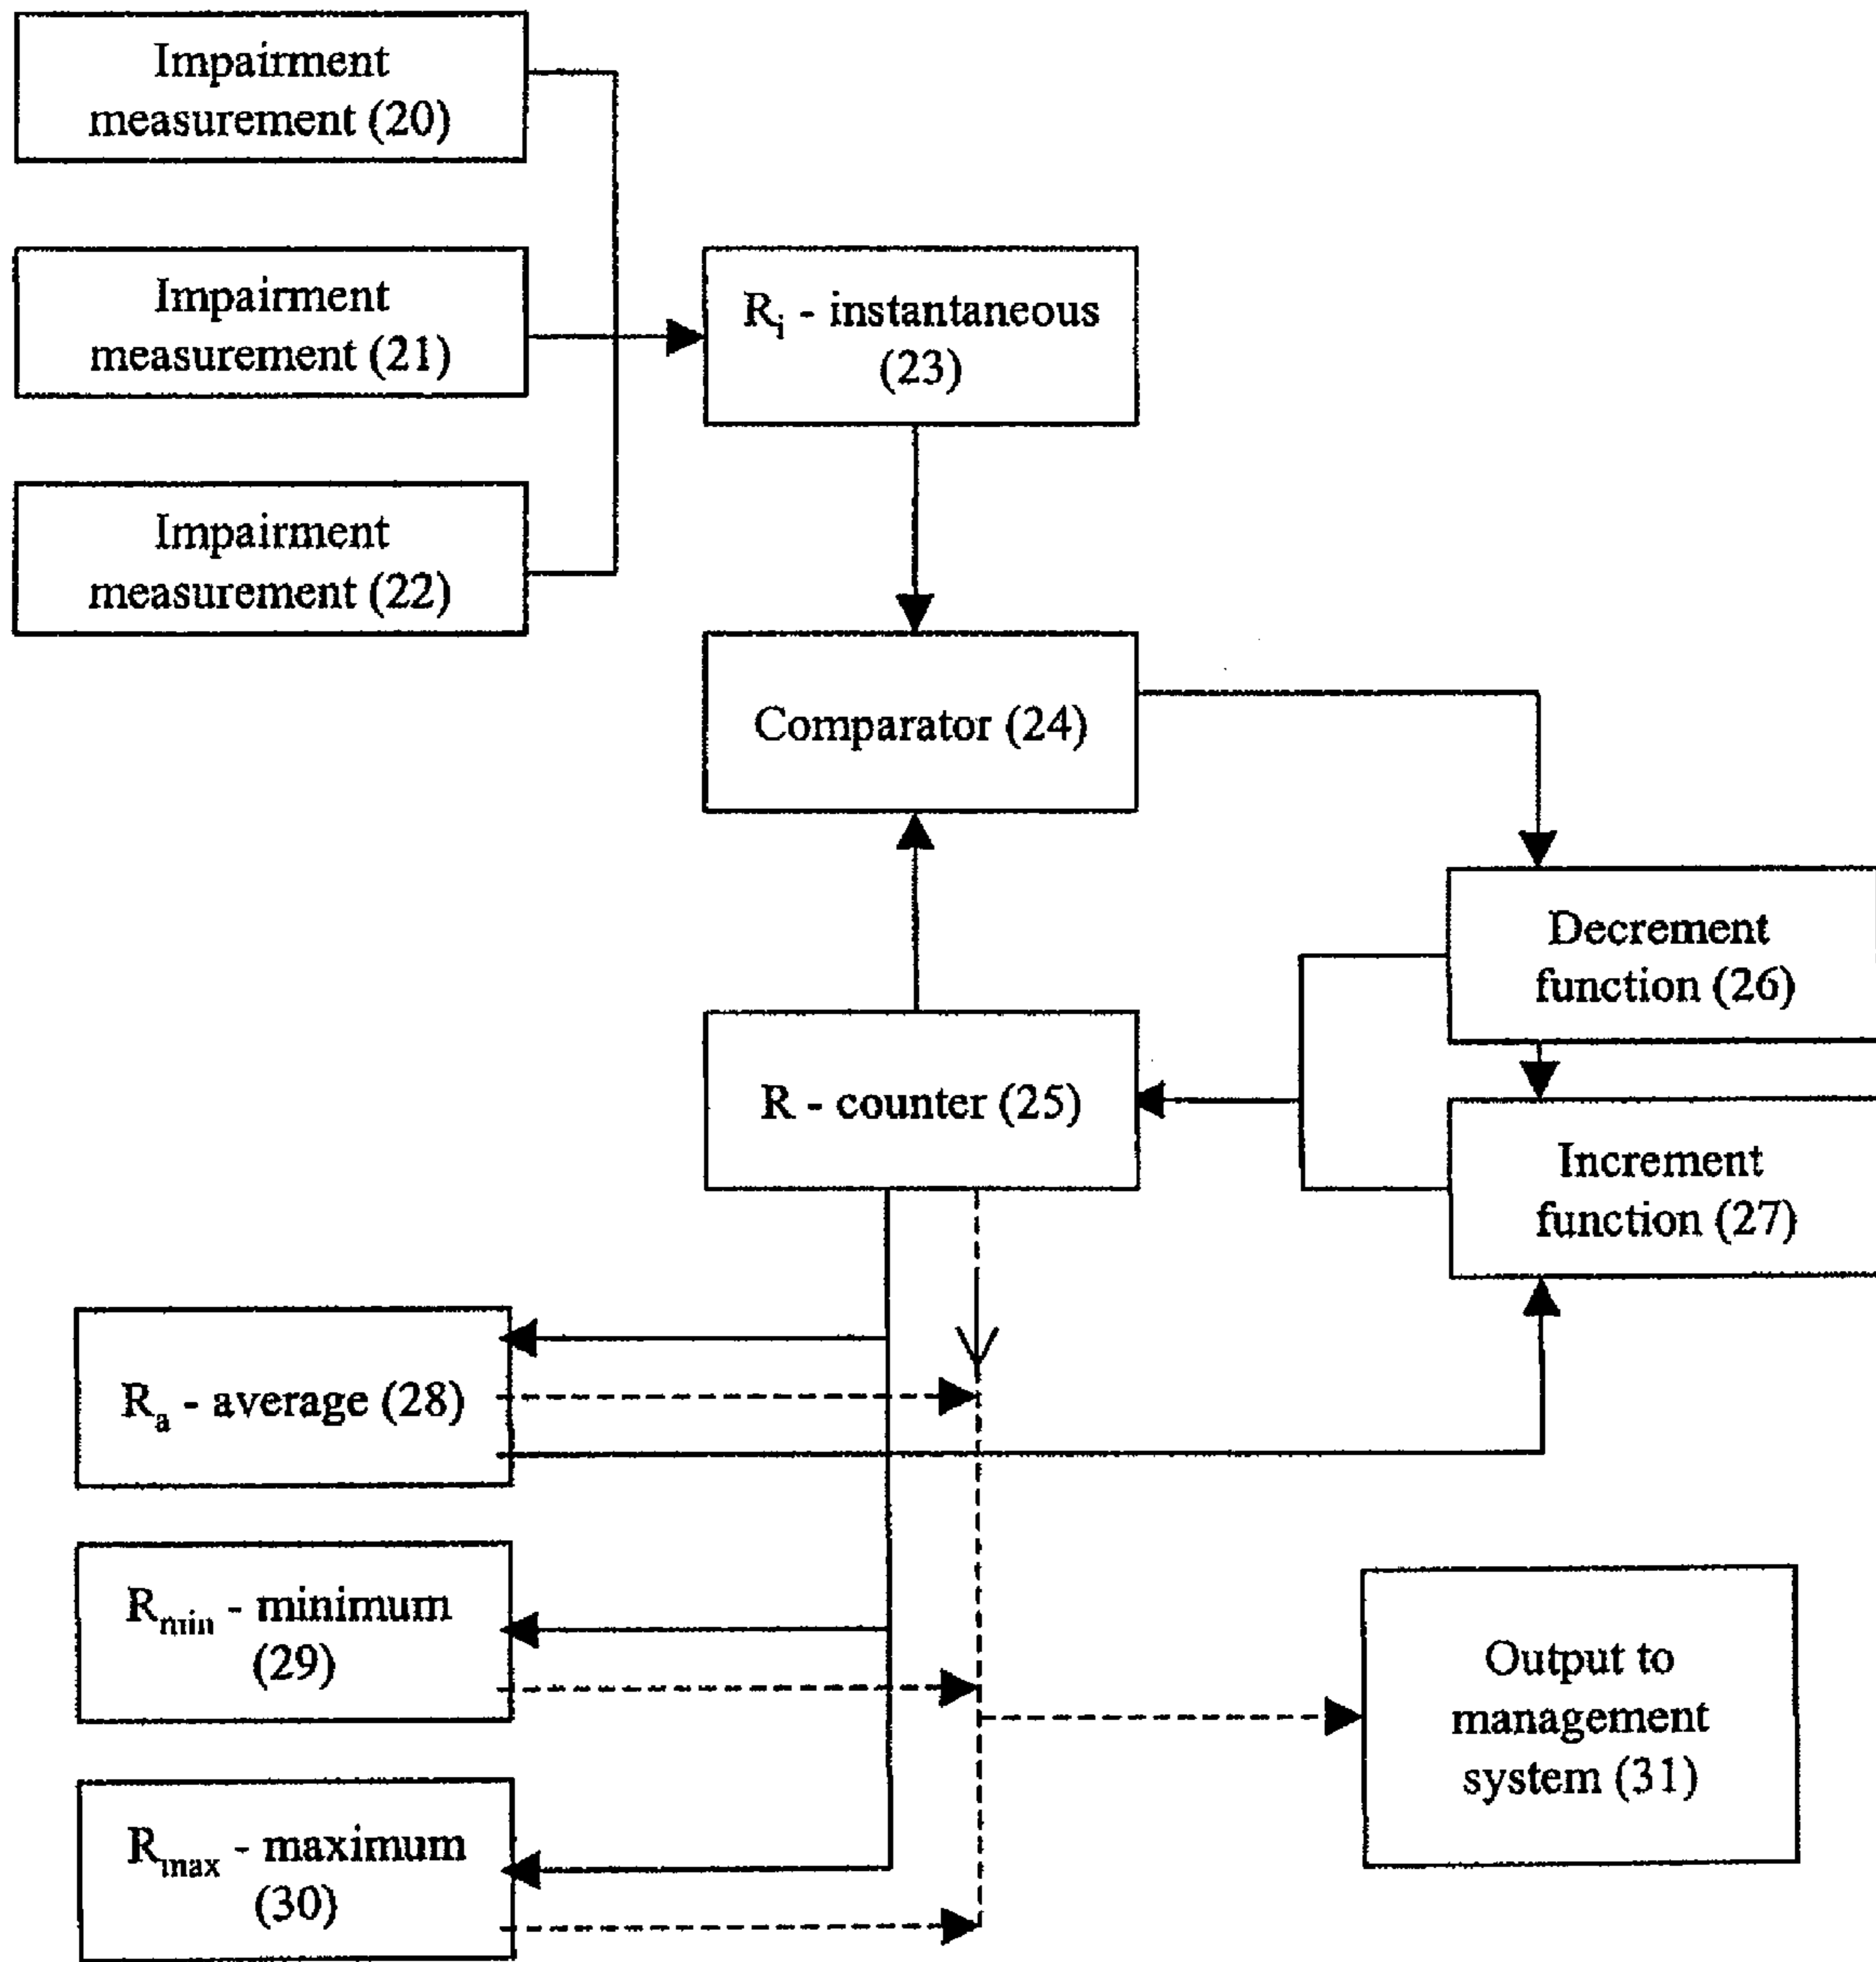 Impairment
measurement (20)
Impairment
measurement (21)
Impairment
measurement (22)
Ri - instantaneous
(23)
Comparator (24)
Decrement
function (26)
R - counter (25)
Increment
function (27)
Ra - average (28)
Rmin - minimum
(29)
Output to
management
system (31)
Rmax - maximum
(30)